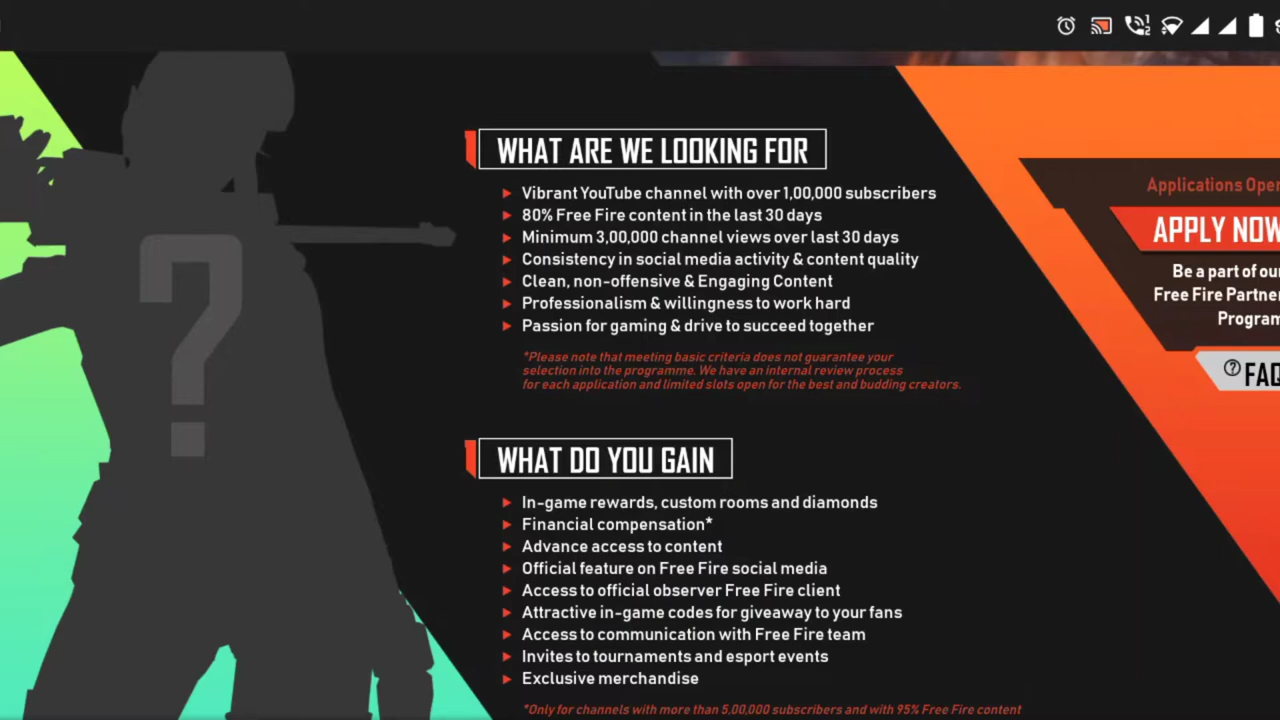 WHAT ARE WE LOOKING FOR
Vibrant YouTube channel with over 1,00,000 subscribers
80% Free Fire content in the last 30 days
Minimum 3,00,000 channel views over last 30 days
Consistency in social media activity & content quality
Clean, non-offensive & Engaging Content
Professionalism & willingness to work hard
Passion for gaming & drive to succeed together
*Please note that meeting basic criteria does not guarantee your
selection into the programme. We have an internal review process
for each application and limited slots open for the best and budding creators.
Applications Open
APPLY NOW
Be a part of our
Free Fire Partner
Program
? FAQ
WHAT DO YOU GAIN
In-game rewards, custom rooms and diamonds
Financial compensation*
Advance access to content
Official feature on Free Fire social media
Access to official observer Free Fire client
Attractive in-game codes for giveaway to your fans
Access to communication with Free Fire team
Invites to tournaments and esport events
Exclusive merchandise
*Only for channels with more than 5,00,000 subscribers and with 95% Free Fire content
?